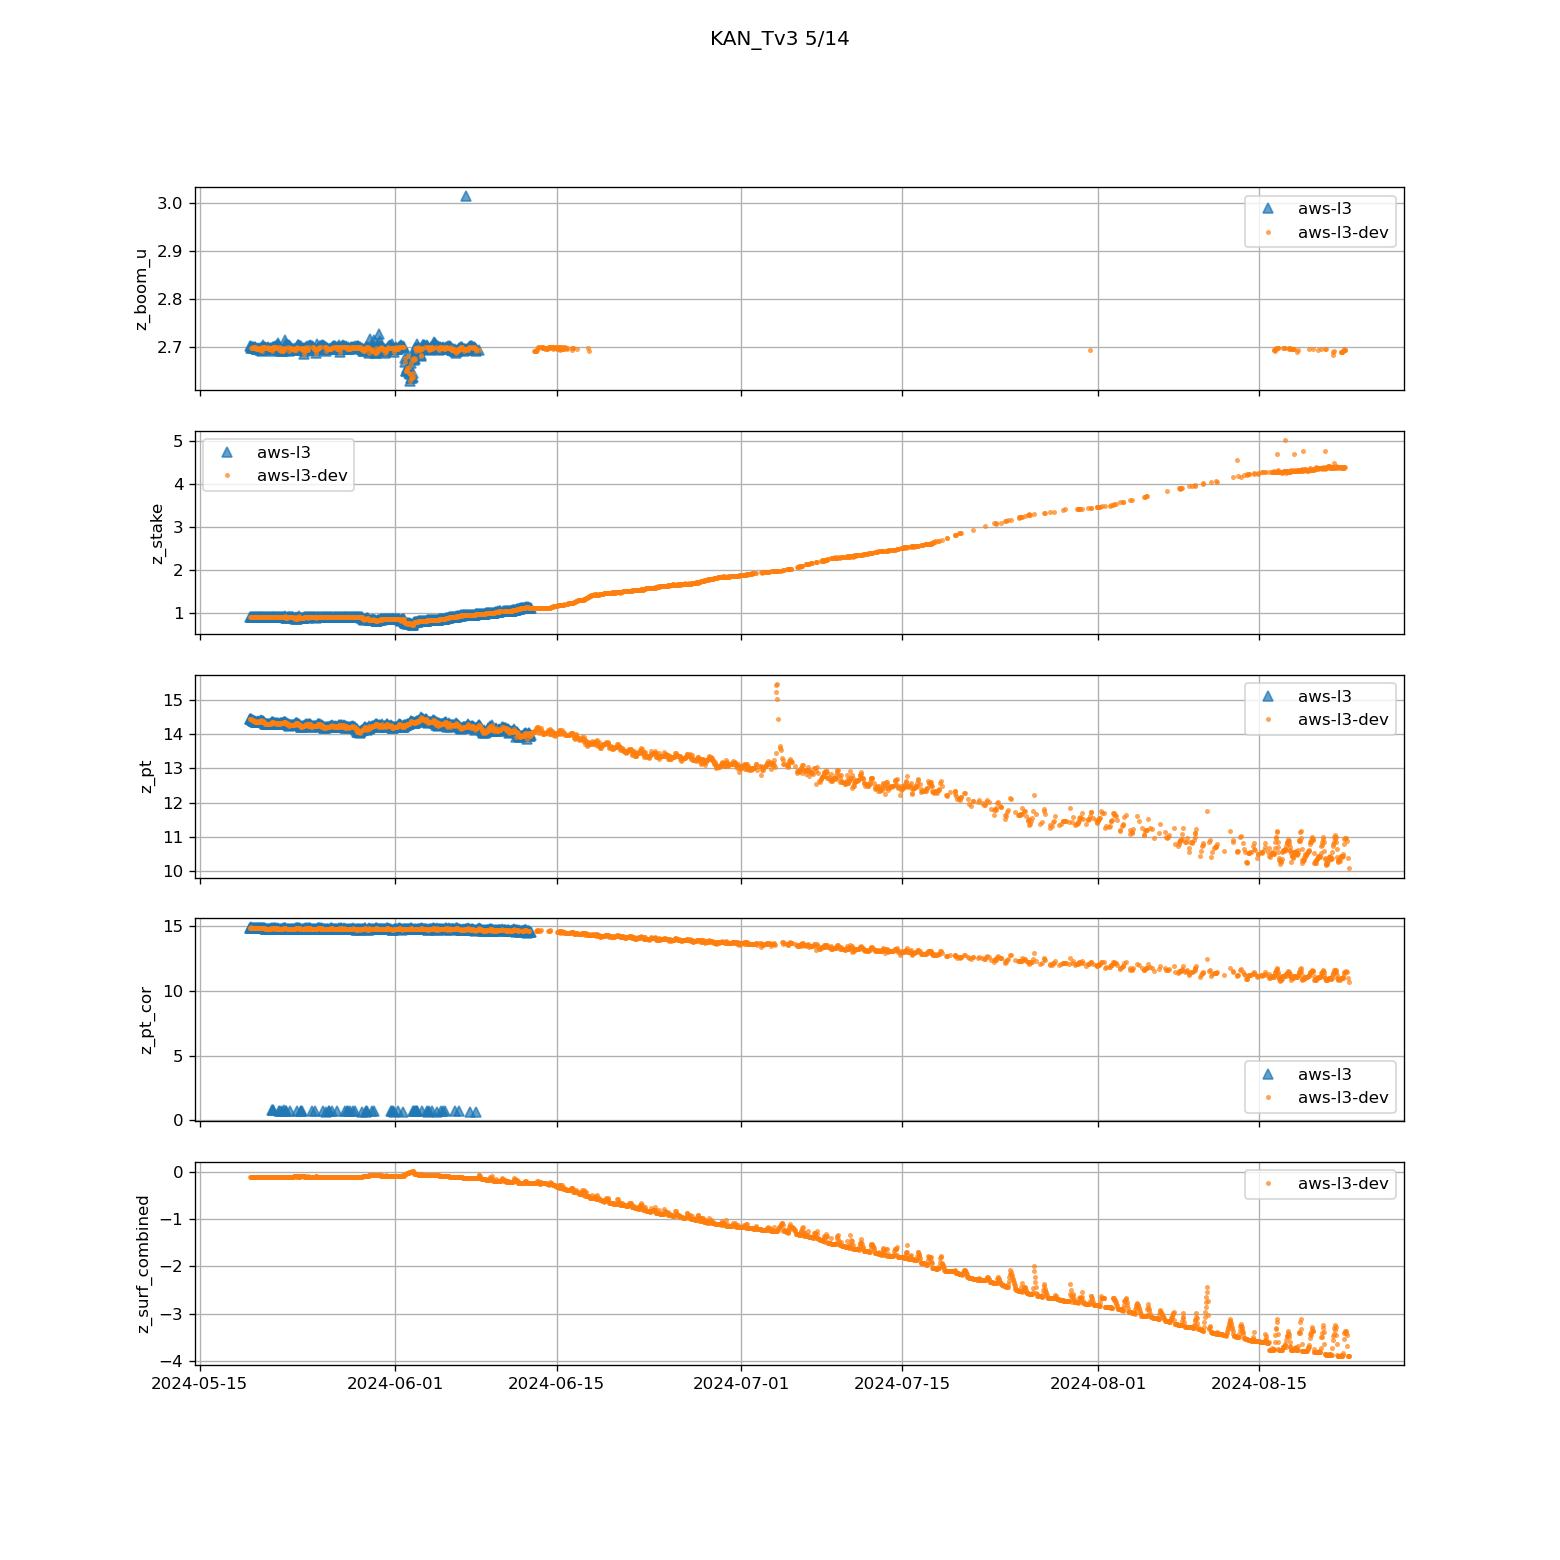 KAN_Tv3 5/14
3.0
2.9
2.8
2.7
z_boom_u
aws-l3
aws-l3-dev
5
4
3
2
1
z_stake
aws-l3
aws-l3-dev
15
14
13
12
11
10
z_pt
aws-l3
aws-l3-dev
15
10
5
0
z_pt_cor
aws-l3
aws-l3-dev
0
−1
−2
−3
−4
z_surf_combined
aws-l3-dev
2024-05-15 2024-06-01 2024-06-15 2024-07-01 2024-07-15 2024-08-01 2024-08-15